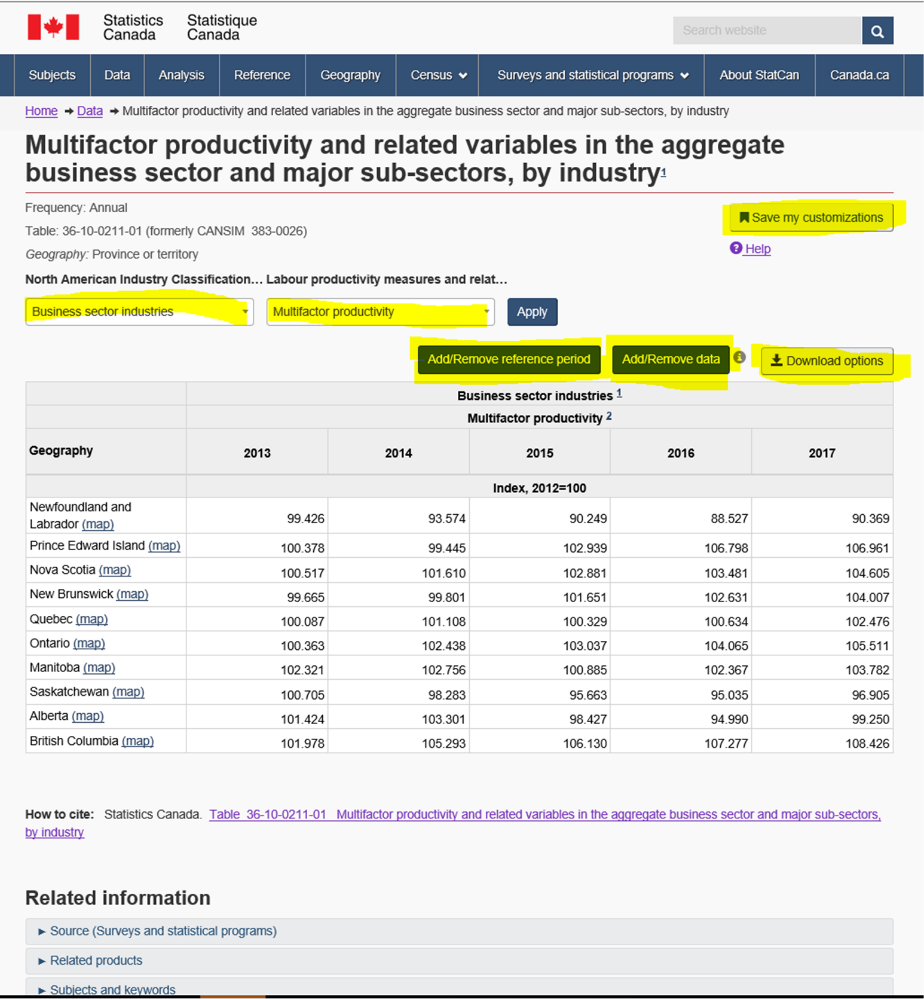 Statistics Statistique
Canada Canada
Search website
Subjects Data Analysis Reference Geography Census Surveys and statistical programs About StatCan Canada.ca
Home ➔ Data ➔ Multifactor productivity and related variables in the aggregate business sector and major sub-sectors, by industry
Multifactor productivity and related variables in the aggregate
business sector and major sub-sectors, by industry1
Frequency: Annual
Save my customizations
Table: 36-10-0211-01 (formerly CANSIM 383-0026)
Help
Geography: Province or territory
North American Industry Classification… Labour productivity measures and relat…
Business sector industries Multifactor productivity Apply
Add/Remove reference period Add/Remove data Download options
Business sector industries 1
Multifactor productivity 2
Geography 2013 2014 2015 2016 2017
Index, 2012=100
Newfoundland and
Labrador (map) 99.426 93.574 90.249 88.527 90.369
Prince Edward Island (map) 100.378 99.445 102.939 106.798 106.961
Nova Scotia (map) 100.517 101.610 102.881 103.481 104.605
New Brunswick (map) 99.665 99.801 101.651 102.631 104.007
Quebec (map) 100.087 101.108 100.329 100.634 102.476
Ontario (map) 100.363 102.438 103.037 104.065 105.511
Manitoba (map) 102.321 102.756 100.885 102.367 103.782
Saskatchewan (map) 100.705 98.283 95.663 95.035 96.905
Alberta (map) 101.424 103.301 98.427 94.990 99.250
British Columbia (map) 101.978 105.293 106.130 107.277 108.426
How to cite: Statistics Canada. Table 36-10-0211-01 Multifactor productivity and related variables in the aggregate business sector and major sub-sectors,
by industry
Related information
► Source (Surveys and statistical programs)
► Related products
► Subjects and keywords